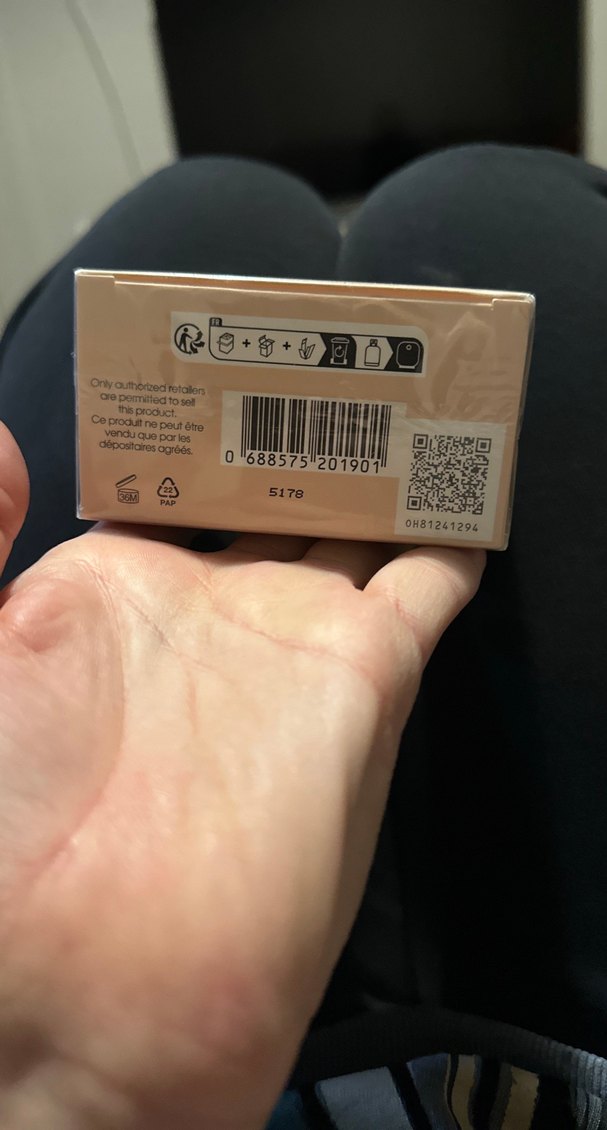 FR
Only authorized retailers
are permitted to sell
this product.
Ce produit ne peut être
vendu que par les
dépositaires agréés.
0 688575 201901
36M
22
PAP
5178
OH81241294